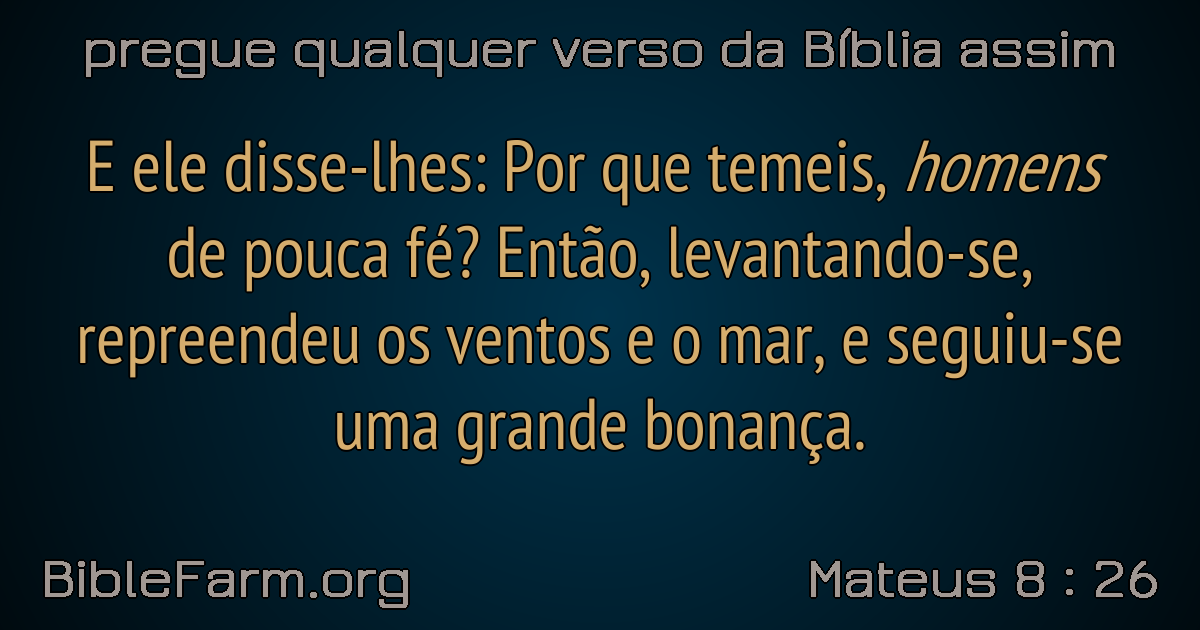 pregue qualquer verso da Bíblia assim
E ele disse-lhes: Por que temeis, homens
de pouca fé? Então, levantando-se,
repreendeu os ventos e o mar, e seguiu-se
uma grande bonança.
BibleFarm.org
Mateus 8 : 26